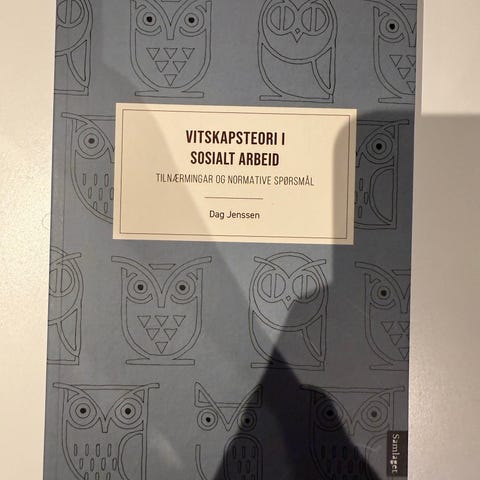 VITSKAPSTEORI I
SOSIALT ARBEID
TILNÆRMINGAR OG NORMATIVE SPØRSMÅL
Dag Jenssen
Samlaget